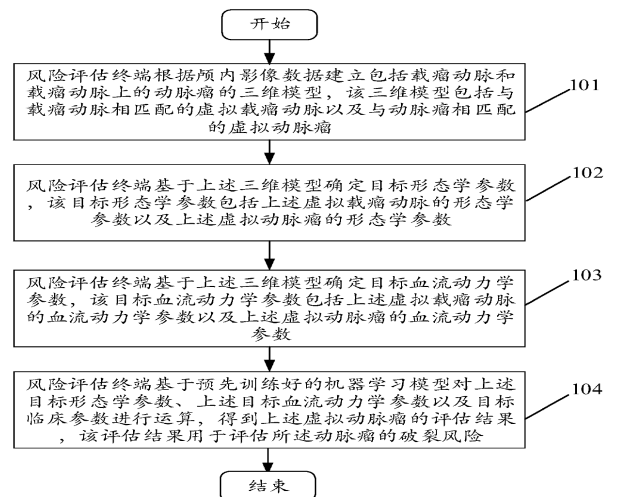 开始
风险评估终端根据颅内影像数据建立包括载瘤动脉和
载瘤动脉上的动脉瘤的三维模型，该三维模型包括与
载瘤动脉相匹配的虚拟载瘤动脉以及与动脉瘤相匹配
的虚拟动脉瘤
101
风险评估终端基于上述三维模型确定目标形态学参数
，该目标形态学参数包括上述虚拟载瘤动脉的形态学
参数以及上述虚拟动脉瘤的形态学参数
102
风险评估终端基于上述三维模型确定目标血流动力学
参数，该目标血流动力学参数包括上述虚拟载瘤动脉
的血流动力学参数以及上述虚拟动脉瘤的血流动力学
参数
103
风险评估终端基于预先训练好的机器学习模型对上述
目标形态学参数、上述目标血流动力学参数以及目标
临床参数进行运算，得到上述虚拟动脉瘤的评估结果
，该评估结果用于评估所述动脉瘤的破裂风险
104
结束